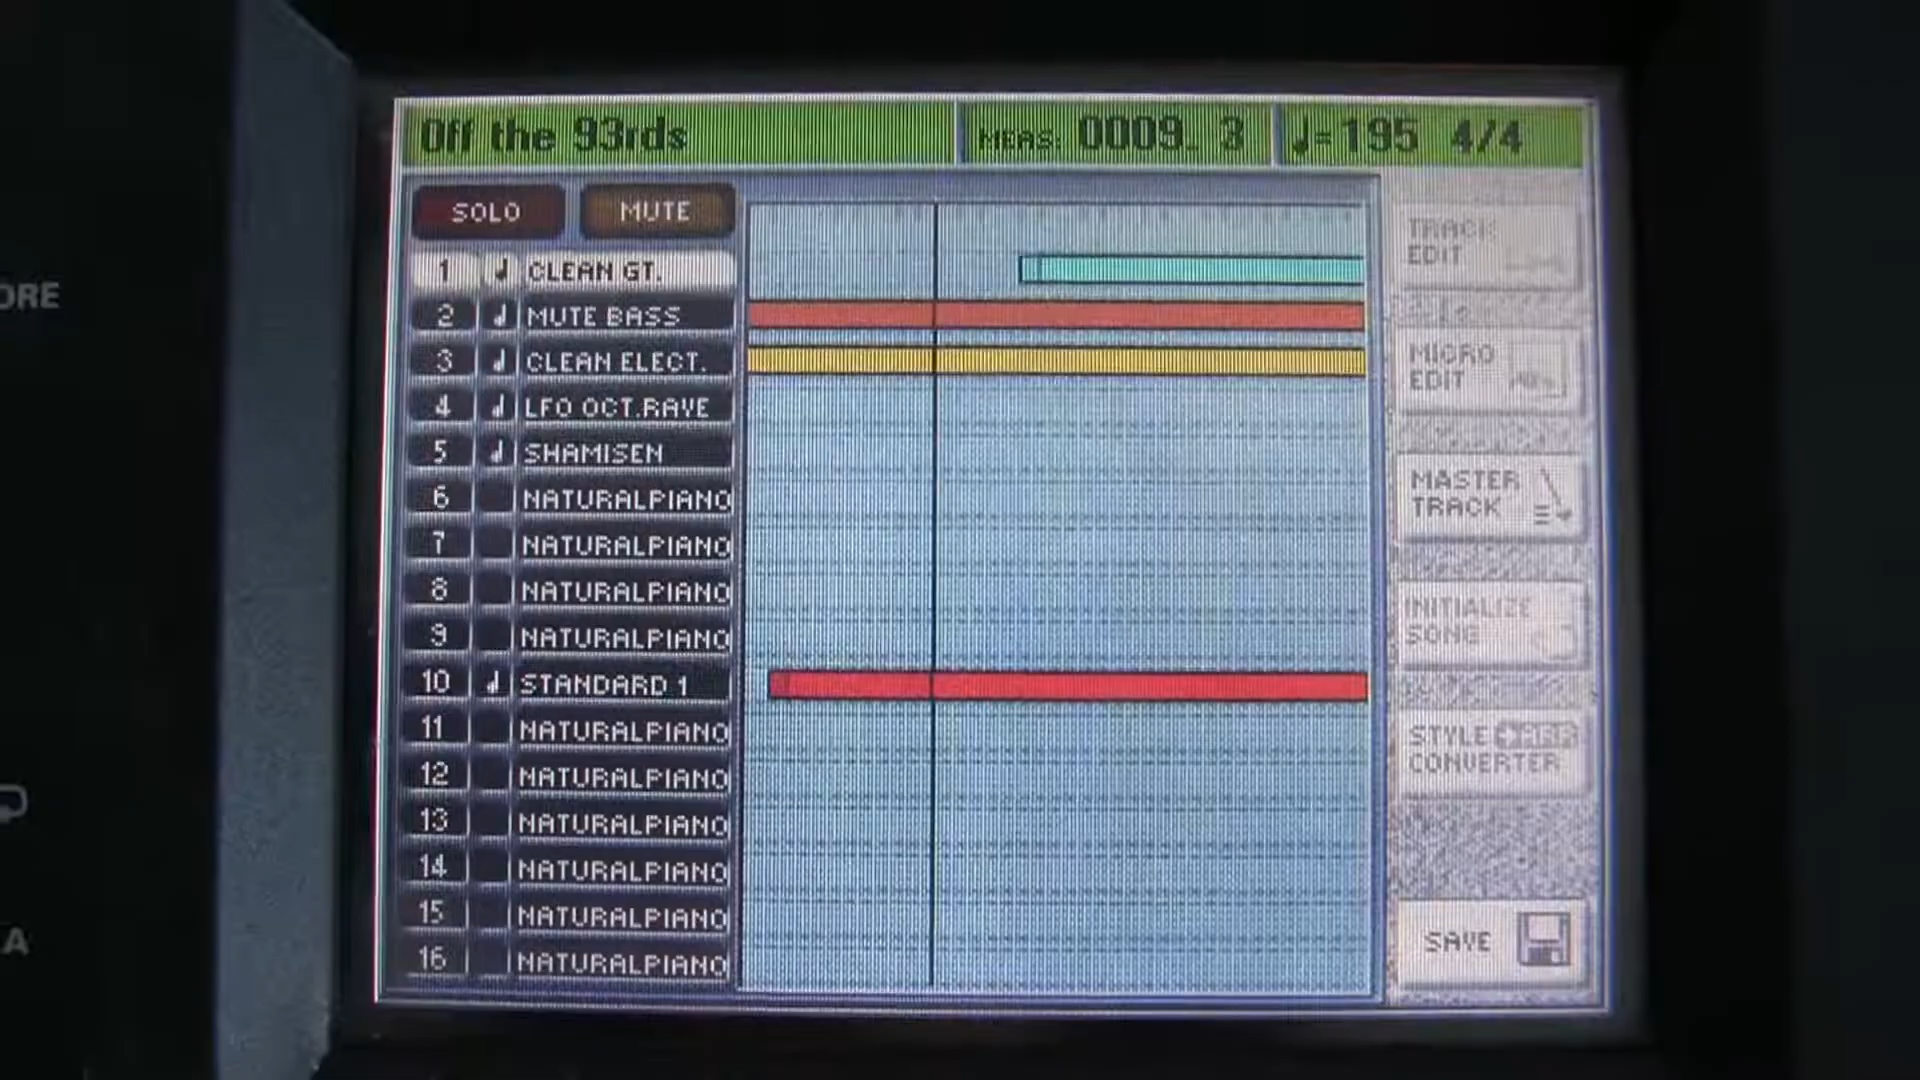 Off the 93rds MEAS: 0009. 3 ♩=195 4/4
SOLO MUTE
1 CLEAN GT.
2 MUTE BASS
3 CLEAN ELECT.
4 LFO OCT.RAVE
5 SHAMISEN
6 NATURALPIANO
7 NATURALPIANO
8 NATURALPIANO
9 NATURALPIANO
10 STANDARD 1
11 NATURALPIANO
12 NATURALPIANO
13 NATURALPIANO
14 NATURALPIANO
15 NATURALPIANO
16 NATURALPIANO
TRACK
EDIT
MICRO
EDIT
MASTER
TRACK
INITIALIZE
SONG
STYLE
CONVERTER
SAVE
ORE
A